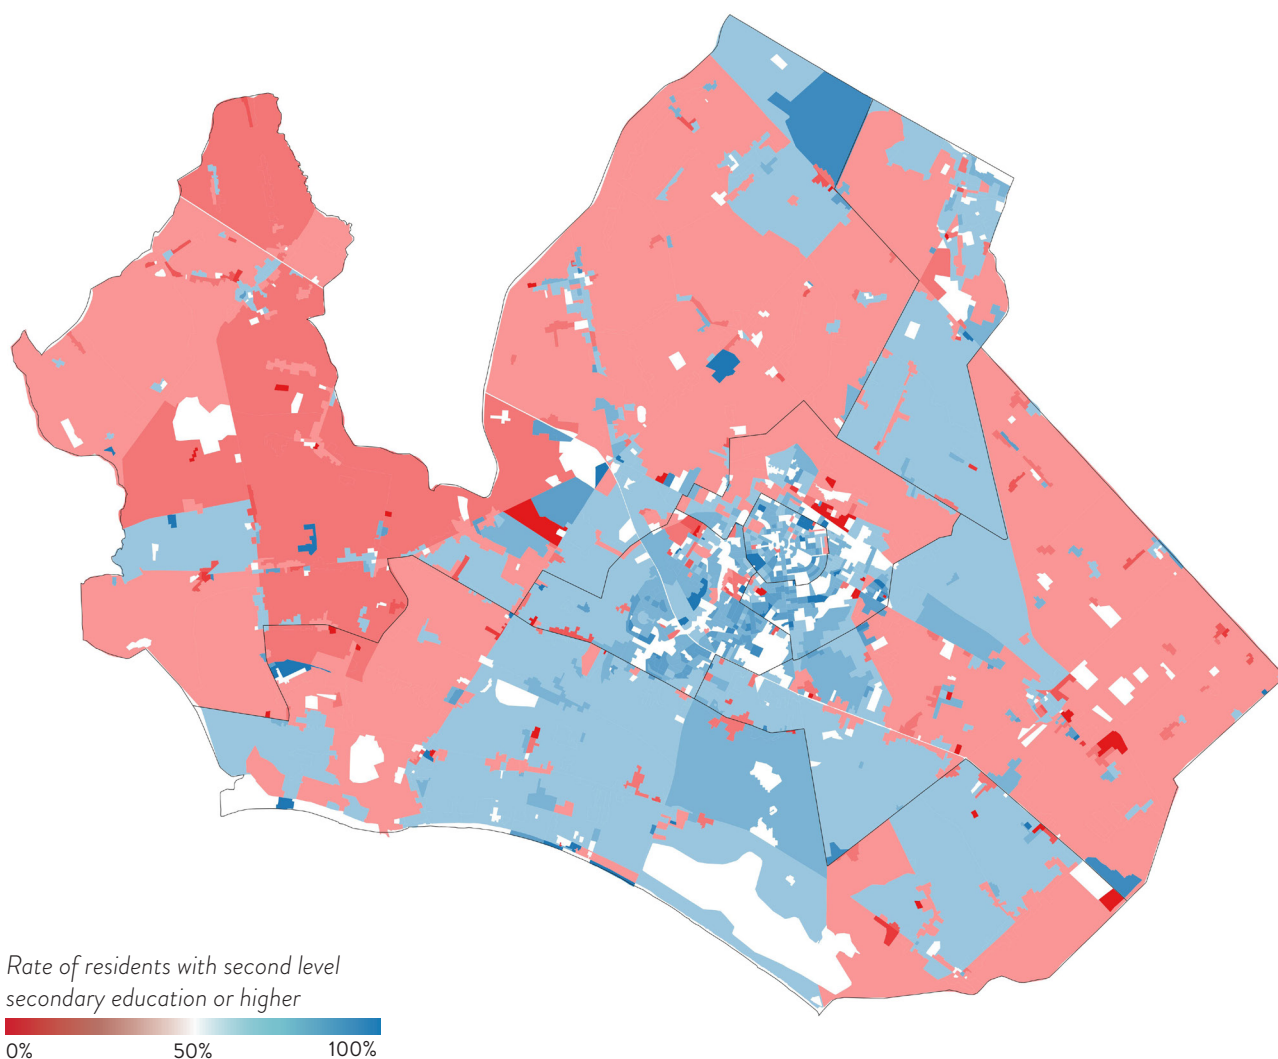 Rate of residents with second level
secondary education or higher
0% 50% 100%